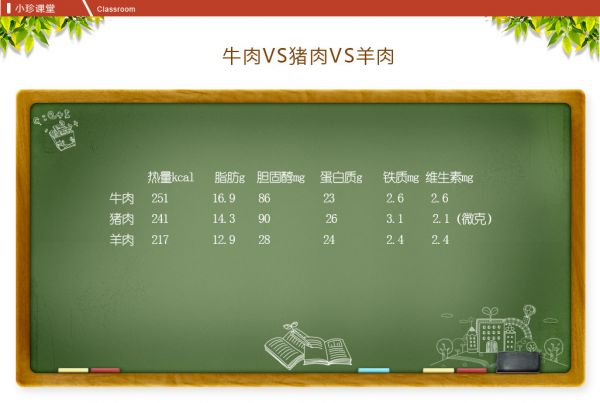 小珍课堂 Classroom
牛肉VS猪肉VS羊肉
热量kcal 脂肪g 胆固醇mg 蛋白质g 铁质mg 维生素mg
牛肉 251 16.9 86 23 2.6 2.6
猪肉 241 14.3 90 26 3.1 2.1（微克）
羊肉 217 12.9 28 24 2.4 2.4